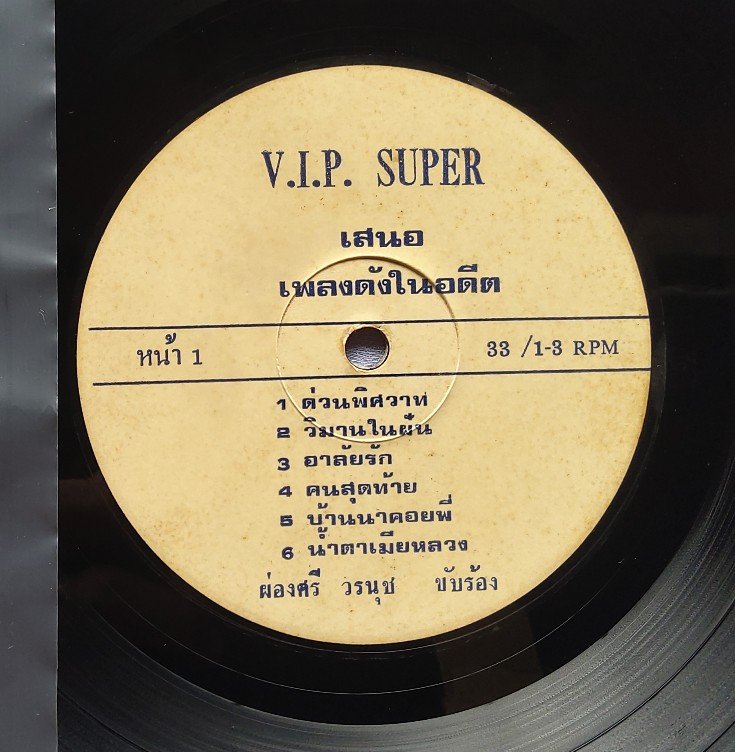 V.I.P. SUPER
เสนอ
เพลงดังในอดีต
หน้า 1 33 /1-3 RPM
1 ด่วนพิศวาท
2 วิมานในฝัน
3 อาลัยรัก
4 คนสุดท้าย
5 บ้านนาคอยพี่
6 น้ำตาเมียหลวง
ผ่องศรี วรนุช ขับร้อง